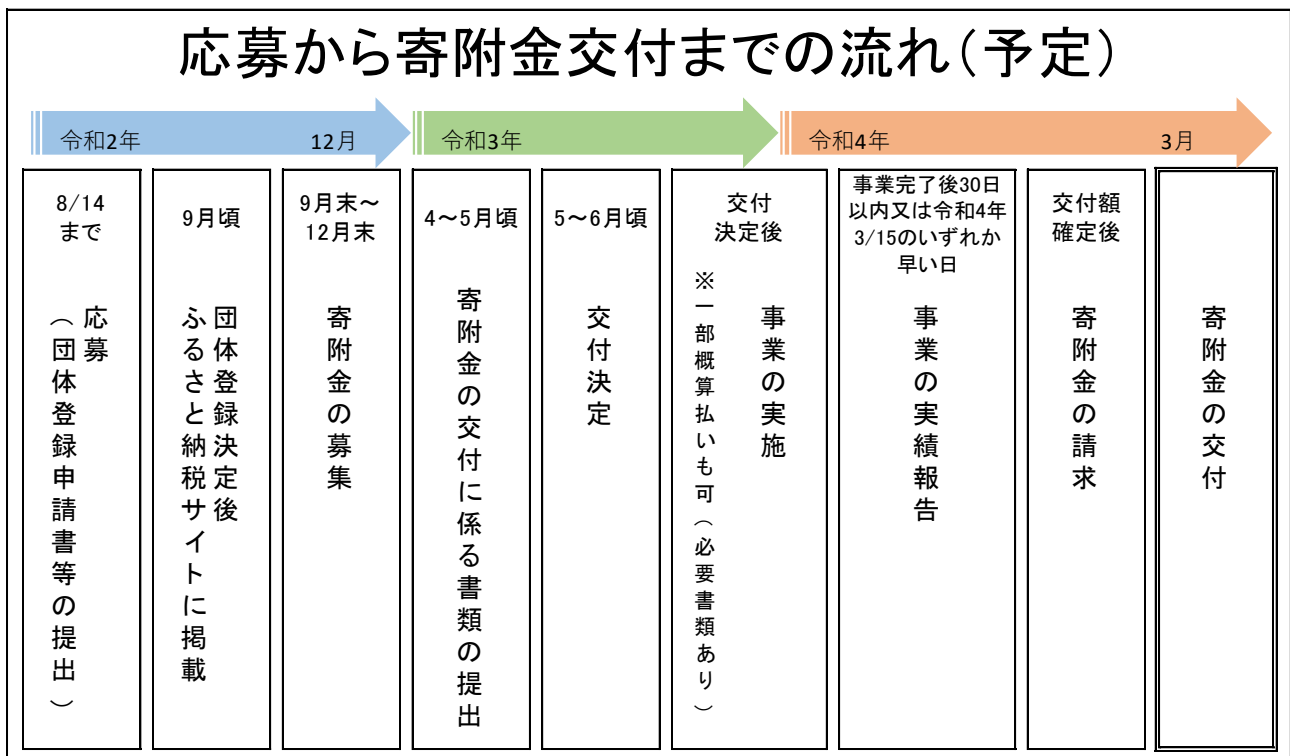 応募から寄附金交付までの流れ（予定）
令和2年
12月
令和3年
令和4年
3月
8/14
まで
応募
（団体登録申請書等の提出）
9月頃
団体登録決定後
ふるさと納税サイトに掲載
9月末～
12月末
寄附金の募集
4～5月頃
寄附金の交付に係る書類の提出
5～6月頃
交付決定
交付
決定後
事業の実施
※一部概算払いも可（必要書類あり）
事業完了後30日
以内又は令和4年
3/15のいずれか
早い日
事業の実績報告
交付額
確定後
寄附金の請求
寄附金の交付